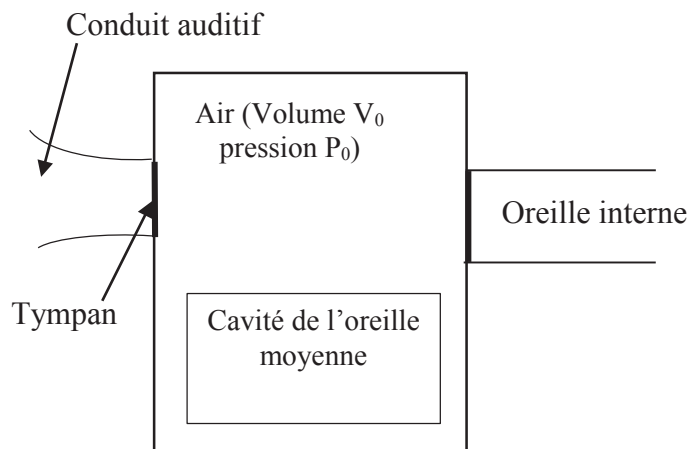 Conduit auditif
Air (Volume V₀
pression P₀)
Oreille interne
Tympan
Cavité de l’oreille
moyenne